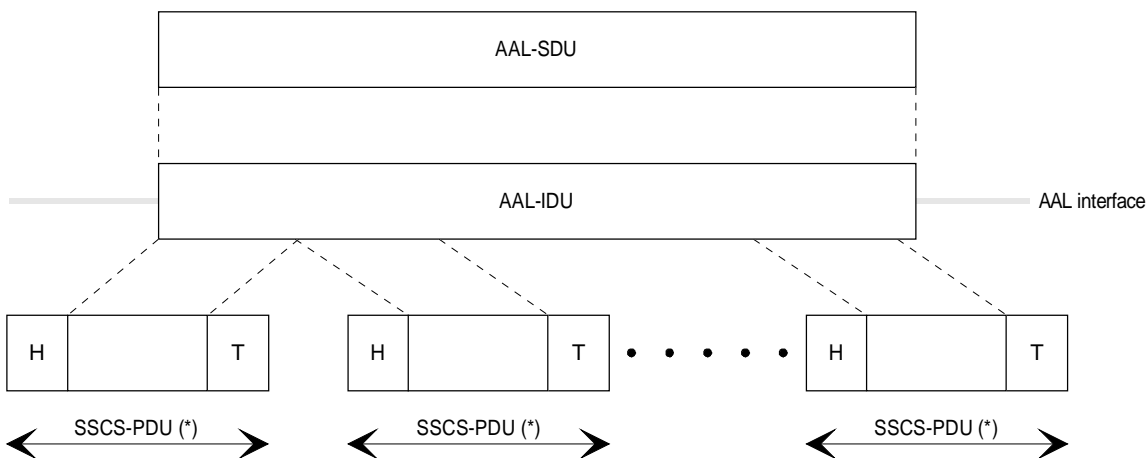 AAL-SDU
AAL-IDU
AAL interface
H T H T H T
SSCS-PDU (*) SSCS-PDU (*) SSCS-PDU (*)